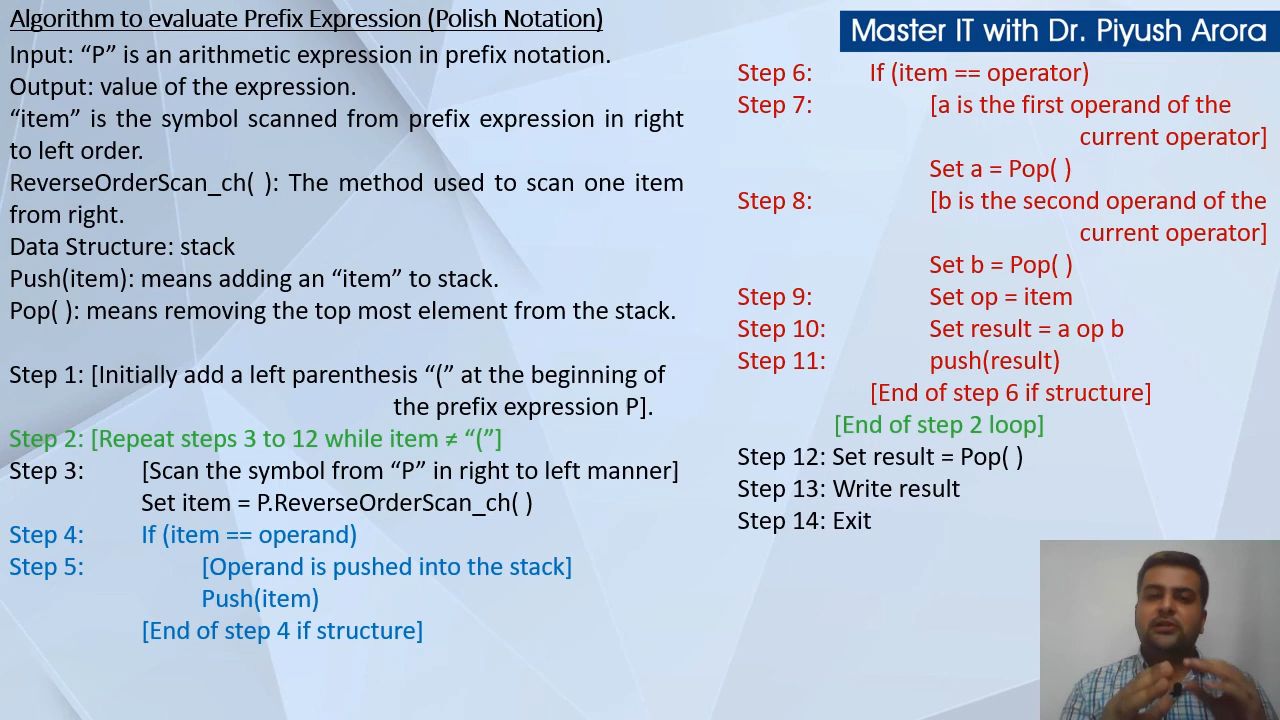 Algorithm to evaluate Prefix Expression (Polish Notation)
Input: “P” is an arithmetic expression in prefix notation.
Output: value of the expression.
“item” is the symbol scanned from prefix expression in right
to left order.
ReverseOrderScan_ch( ): The method used to scan one item
from right.
Data Structure: stack
Push(item): means adding an “item” to stack.
Pop( ): means removing the top most element from the stack.
Step 1: [Initially add a left parenthesis “(” at the beginning of
the prefix expression P].
Step 2: [Repeat steps 3 to 12 while item ≠ “(”]
Step 3: [Scan the symbol from “P” in right to left manner]
Set item = P.ReverseOrderScan_ch( )
Step 4: If (item == operand)
Step 5: [Operand is pushed into the stack]
Push(item)
[End of step 4 if structure]
Master IT with Dr. Piyush Arora
Step 6: If (item == operator)
Step 7: [a is the first operand of the
current operator]
Set a = Pop( )
Step 8: [b is the second operand of the
current operator]
Set b = Pop( )
Step 9: Set op = item
Step 10: Set result = a op b
Step 11: push(result)
[End of step 6 if structure]
[End of step 2 loop]
Step 12: Set result = Pop( )
Step 13: Write result
Step 14: Exit